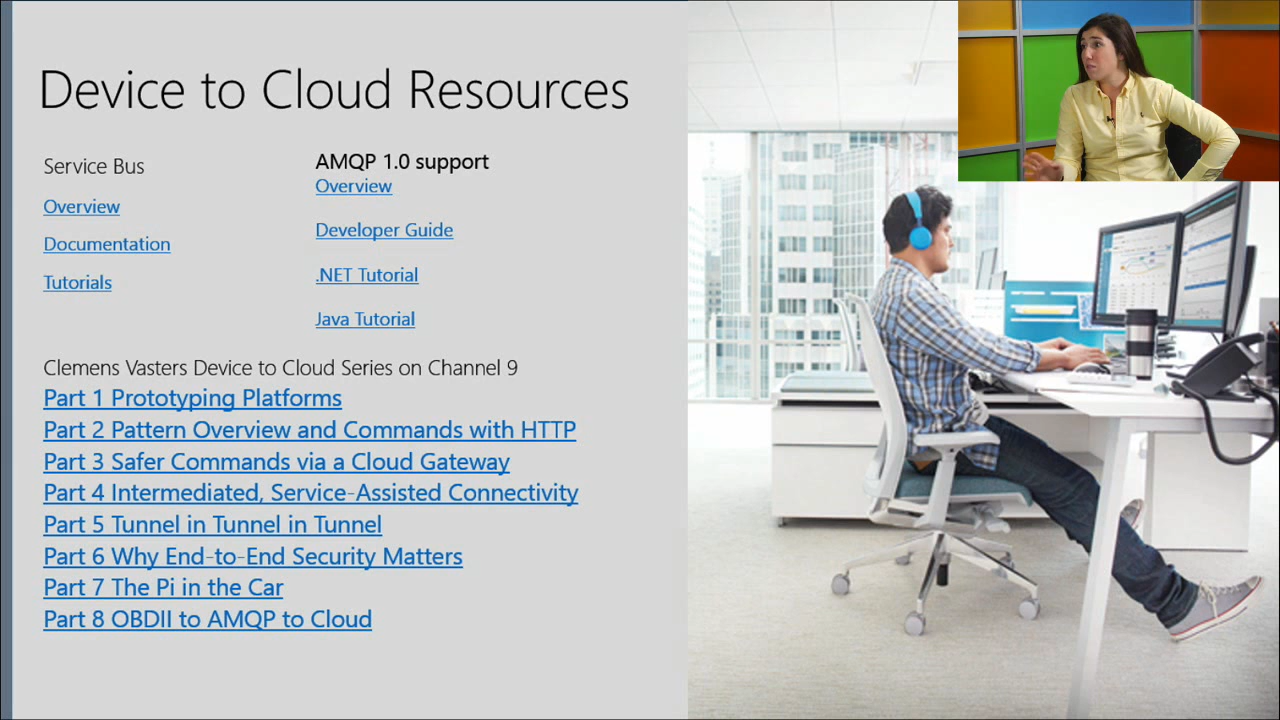 Device to Cloud Resources
Service Bus
Overview
Documentation
Tutorials
AMQP 1.0 support
Overview
Developer Guide
.NET Tutorial
Java Tutorial
Clemens Vasters Device to Cloud Series on Channel 9
Part 1 Prototyping Platforms
Part 2 Pattern Overview and Commands with HTTP
Part 3 Safer Commands via a Cloud Gateway
Part 4 Intermediated, Service-Assisted Connectivity
Part 5 Tunnel in Tunnel in Tunnel
Part 6 Why End-to-End Security Matters
Part 7 The Pi in the Car
Part 8 OBDII to AMQP to Cloud